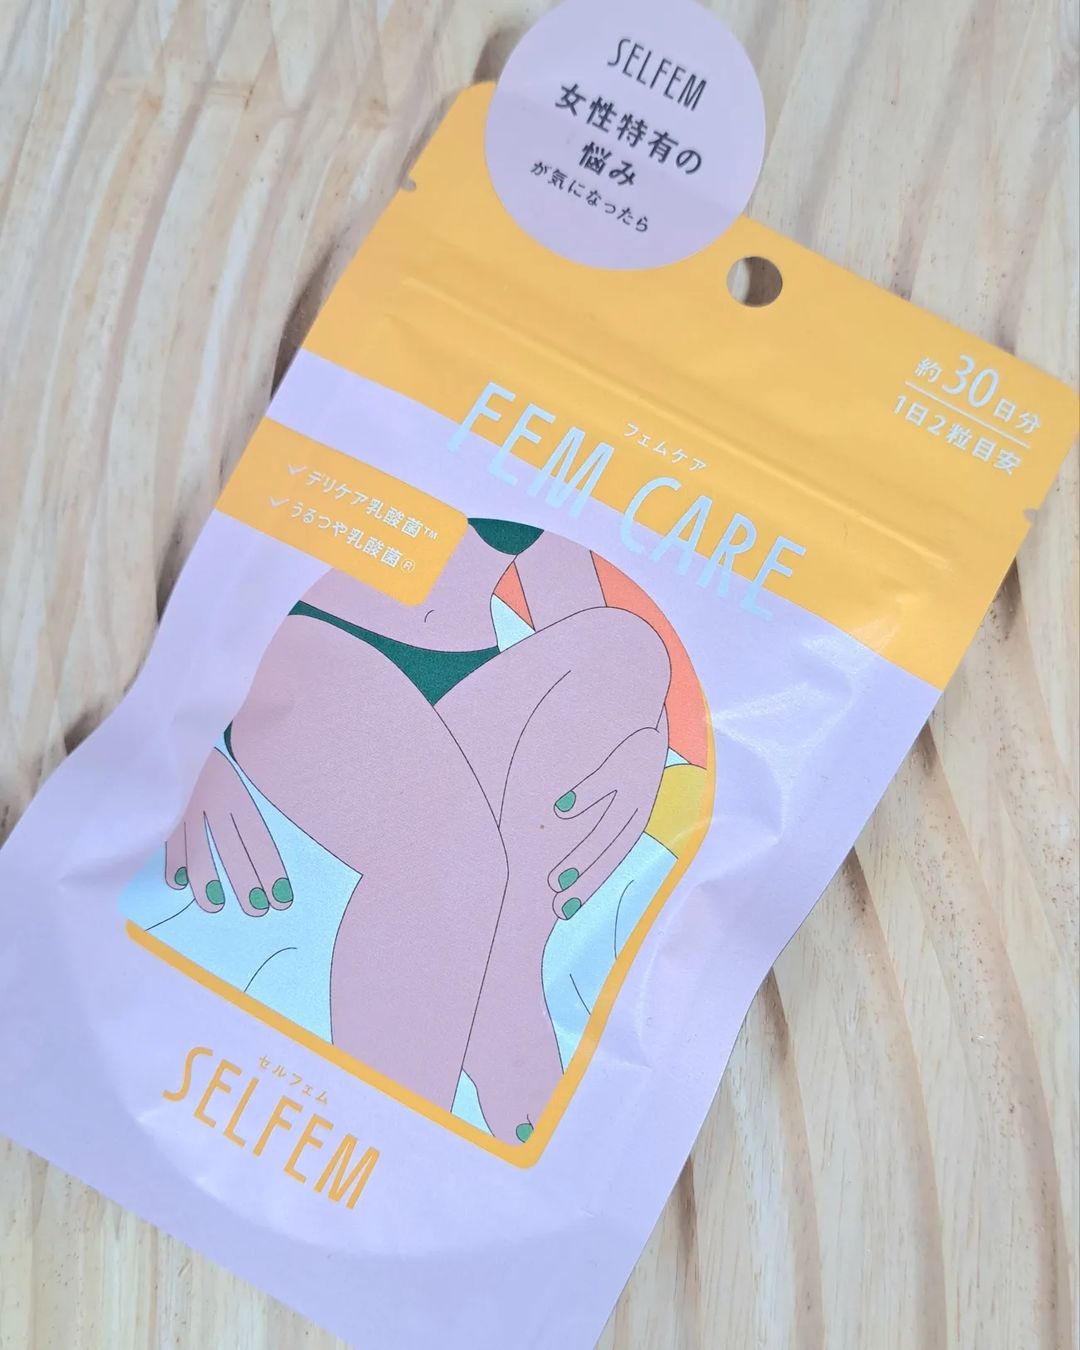 SELFEM
女性特有の
悩み
が気になったら
約30日分
1日2粒目安
フェムケア
FEM CARE
✓デリケア乳酸菌™
✓うるつや乳酸菌®
セルフェム
SELFEM